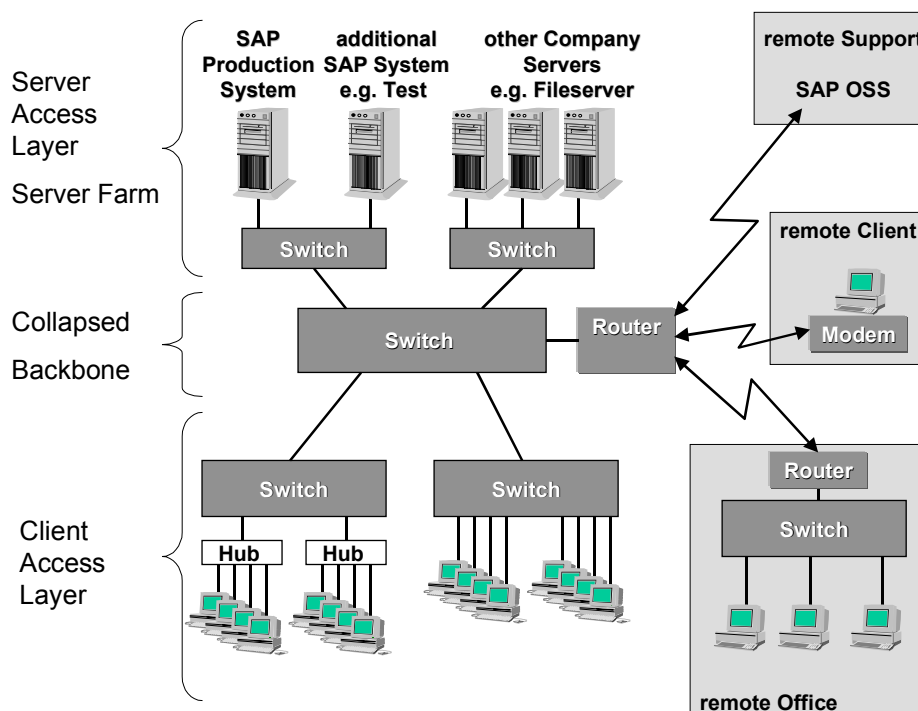 SAP
Production
System
additional
SAP System
e.g. Test
other Company
Servers
e.g. Fileserver
remote Support
SAP OSS
Server
Access
Layer
Server Farm
Switch
Switch
remote Client
Modem
Collapsed
Backbone
Switch
Router
Client
Access
Layer
Switch
Switch
Hub
Hub
Router
Switch
remote Office